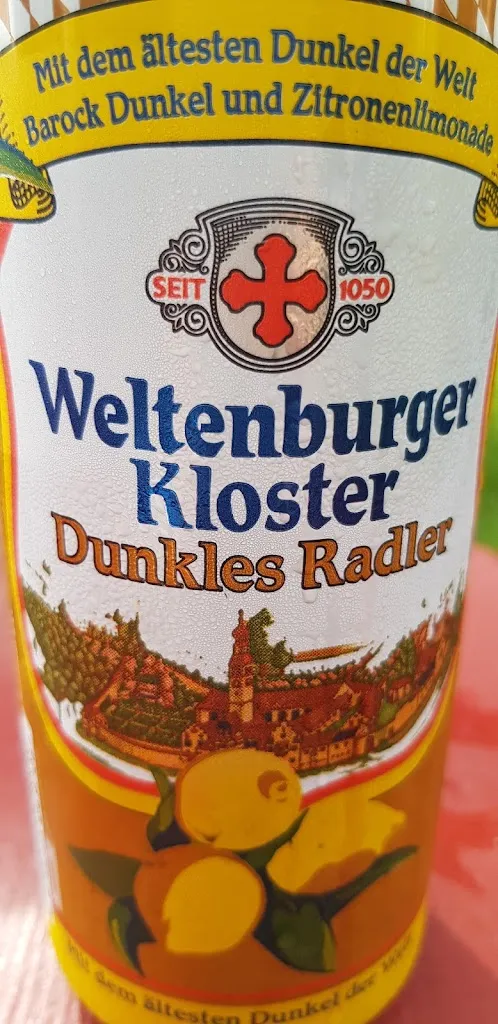 Mit dem ältesten Dunkel der Welt
Barock Dunkel und Zitronenlimonade
SEIT 1050
Weltenburger
Kloster
Dunkles Radler
Mit dem ältesten Dunkel der Welt